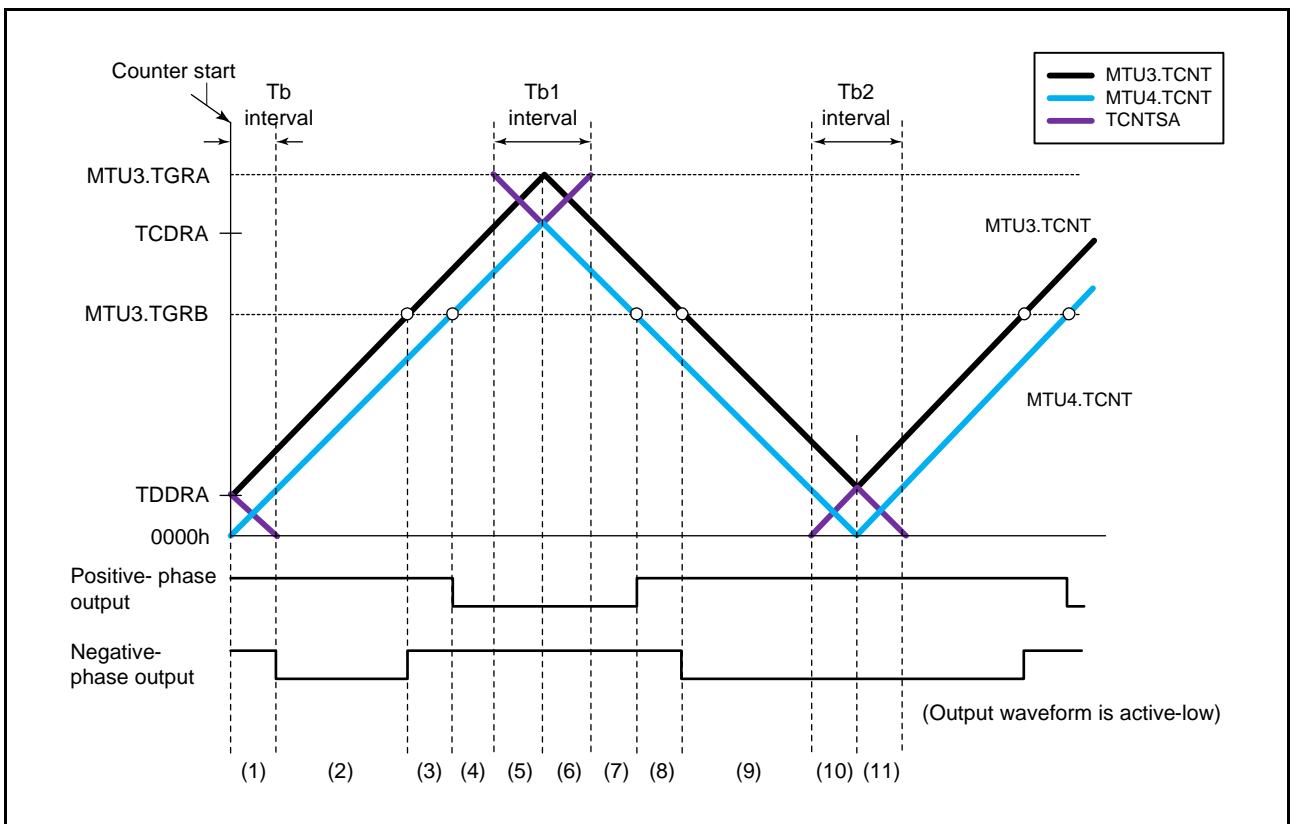 Counter start
Tb
interval
Tb1
interval
Tb2
interval
MTU3.TCNT
MTU4.TCNT
TCNTSA
MTU3.TGRA
TCDRA
MTU3.TCNT
MTU3.TGRB
MTU4.TCNT
TDDRA
0000h
Positive- phase
output
Negative-
phase output
(Output waveform is active-low)
(1) (2) (3) (4) (5) (6) (7) (8) (9) (10) (11)